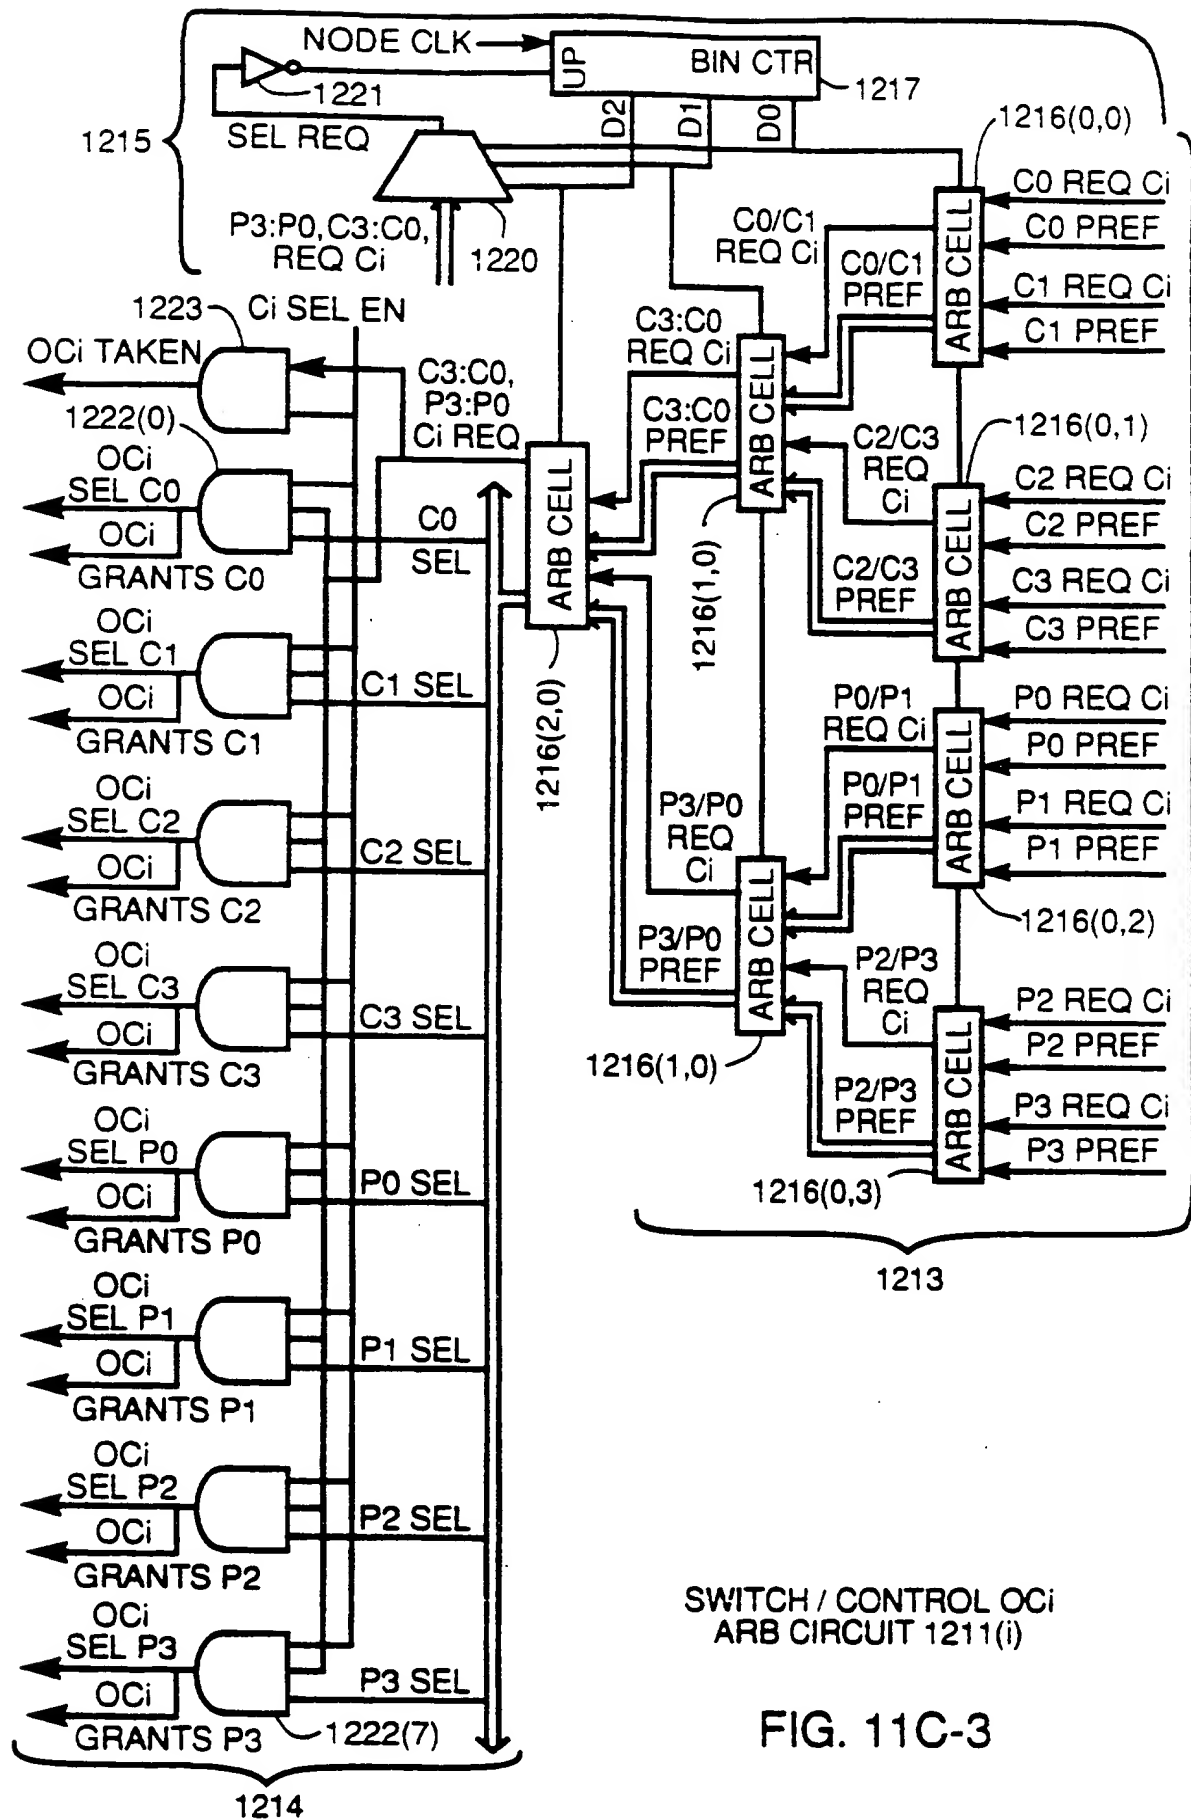 NODE CLK
UP
BIN CTR
1217
1221
D2
D1
D0
1215
SEL REQ
P3:P0, C3:C0,
REQ Ci
1220
1216(0,0)
C0 REQ Ci
C0 PREF
C1 REQ Ci
C1 PREF
ARB CELL
C0/C1
REQ Ci
C0/C1
PREF
1223
Ci SEL EN
OCi TAKEN
1222(0)
C3:C0,
P3:P0
Ci REQ
C3:C0
REQ Ci
C3:C0
PREF
ARB CELL
C2/C3
REQ
Ci
C2/C3
PREF
1216(1,0)
1216(0,1)
C2 REQ Ci
C2 PREF
C3 REQ Ci
C3 PREF
ARB CELL
OCi
SEL C0
OCi
GRANTS C0
C0
SEL
ARB CELL
1216(2,0)
OCi
SEL C1
OCi
GRANTS C1
C1 SEL
P0/P1
REQ Ci
P0/P1
PREF
P0 REQ Ci
P0 PREF
P1 REQ Ci
P1 PREF
ARB CELL
1216(0,2)
OCi
SEL C2
OCi
GRANTS C2
C2 SEL
P3/P0
REQ
Ci
P3/P0
PREF
ARB CELL
1216(1,0)
P2/P3
REQ
Ci
P2/P3
PREF
P2 REQ Ci
P2 PREF
P3 REQ Ci
P3 PREF
ARB CELL
1216(0,3)
1213
OCi
SEL C3
OCi
GRANTS C3
C3 SEL
OCi
SEL P0
OCi
GRANTS P0
P0 SEL
OCi
SEL P1
OCi
GRANTS P1
P1 SEL
OCi
SEL P2
OCi
GRANTS P2
P2 SEL
OCi
SEL P3
OCi
GRANTS P3
P3 SEL
1222(7)
1214
SWITCH / CONTROL OCi
ARB CIRCUIT 1211(i)
FIG. 11C-3